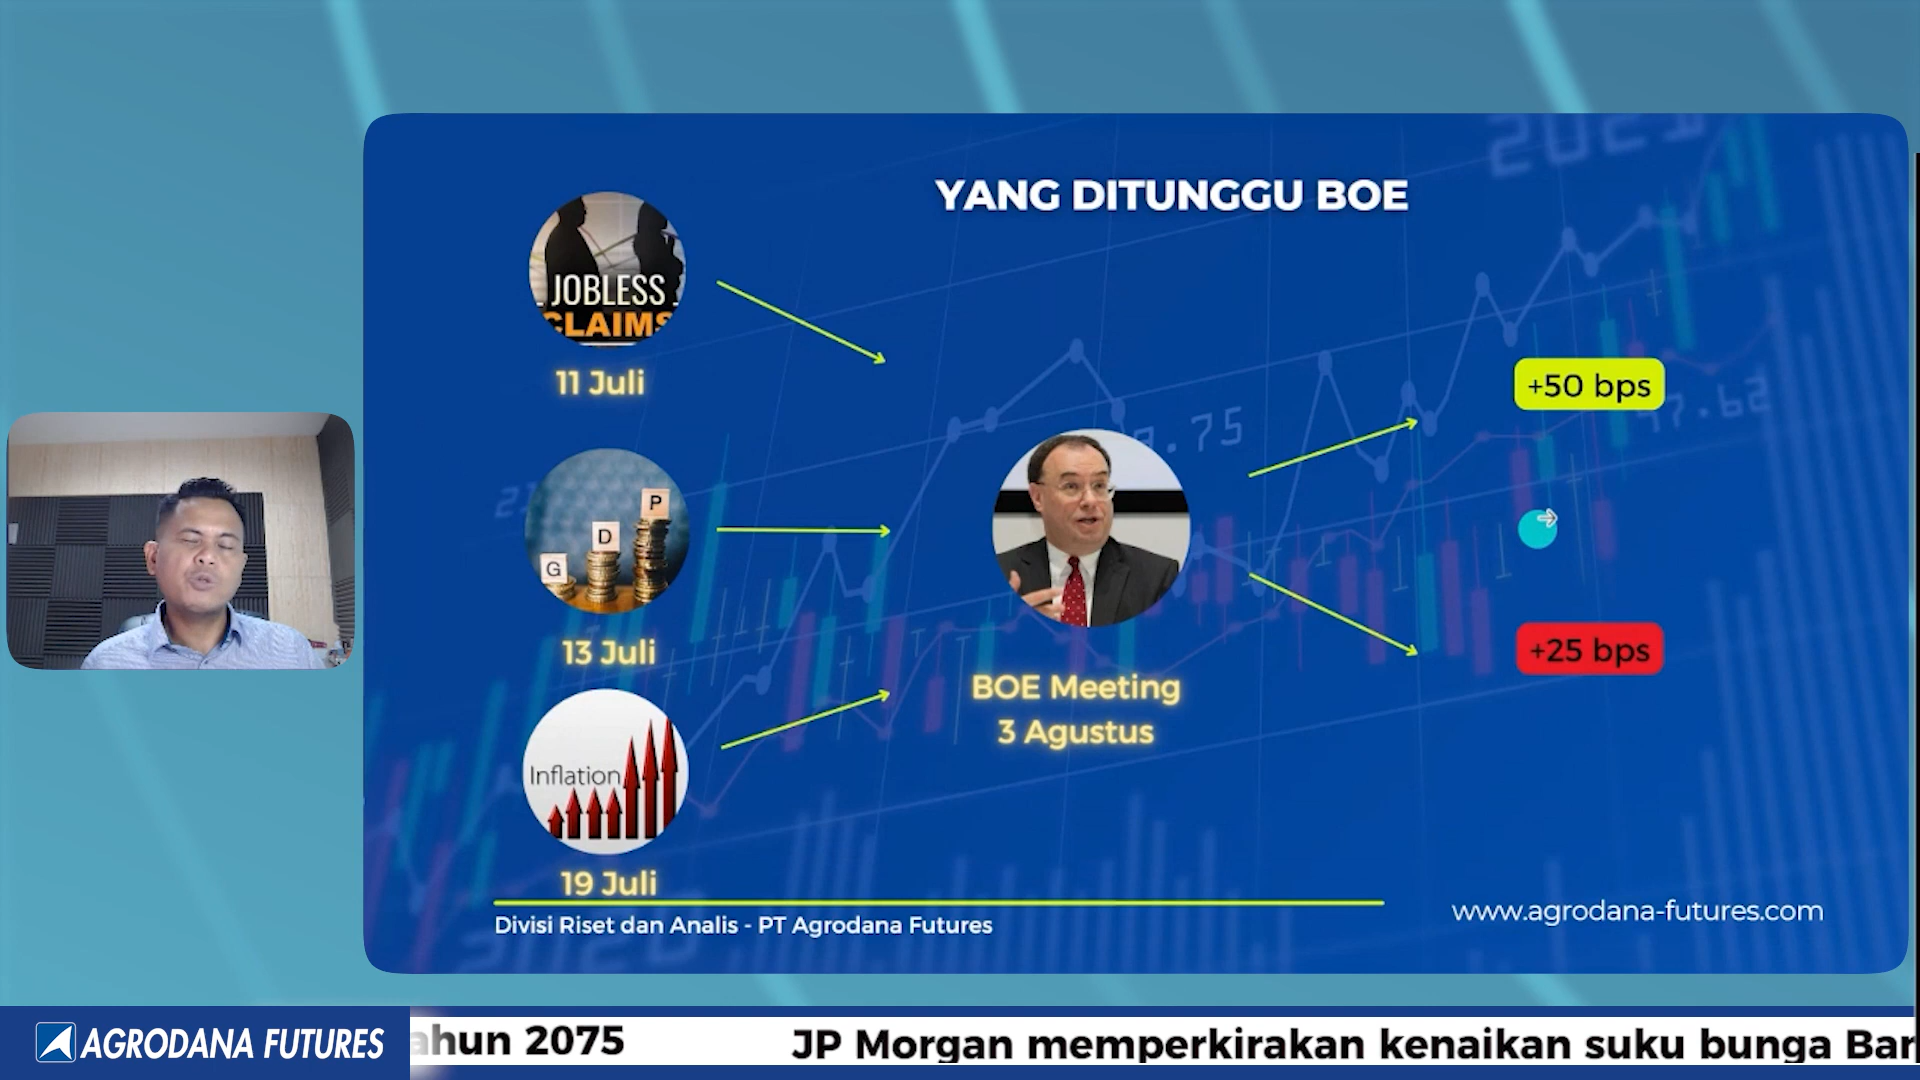 YANG DITUNGGU BOE
JOBLESS
CLAIMS
11 Juli
G
D
P
13 Juli
Inflation
19 Juli
BOE Meeting
3 Agustus
+50 bps
+25 bps
Divisi Riset dan Analis - PT Agrodana Futures
www.agrodana-futures.com
AGRODANA FUTURES
ahun 2075
JP Morgan memperkirakan kenaikan suku bunga Ban